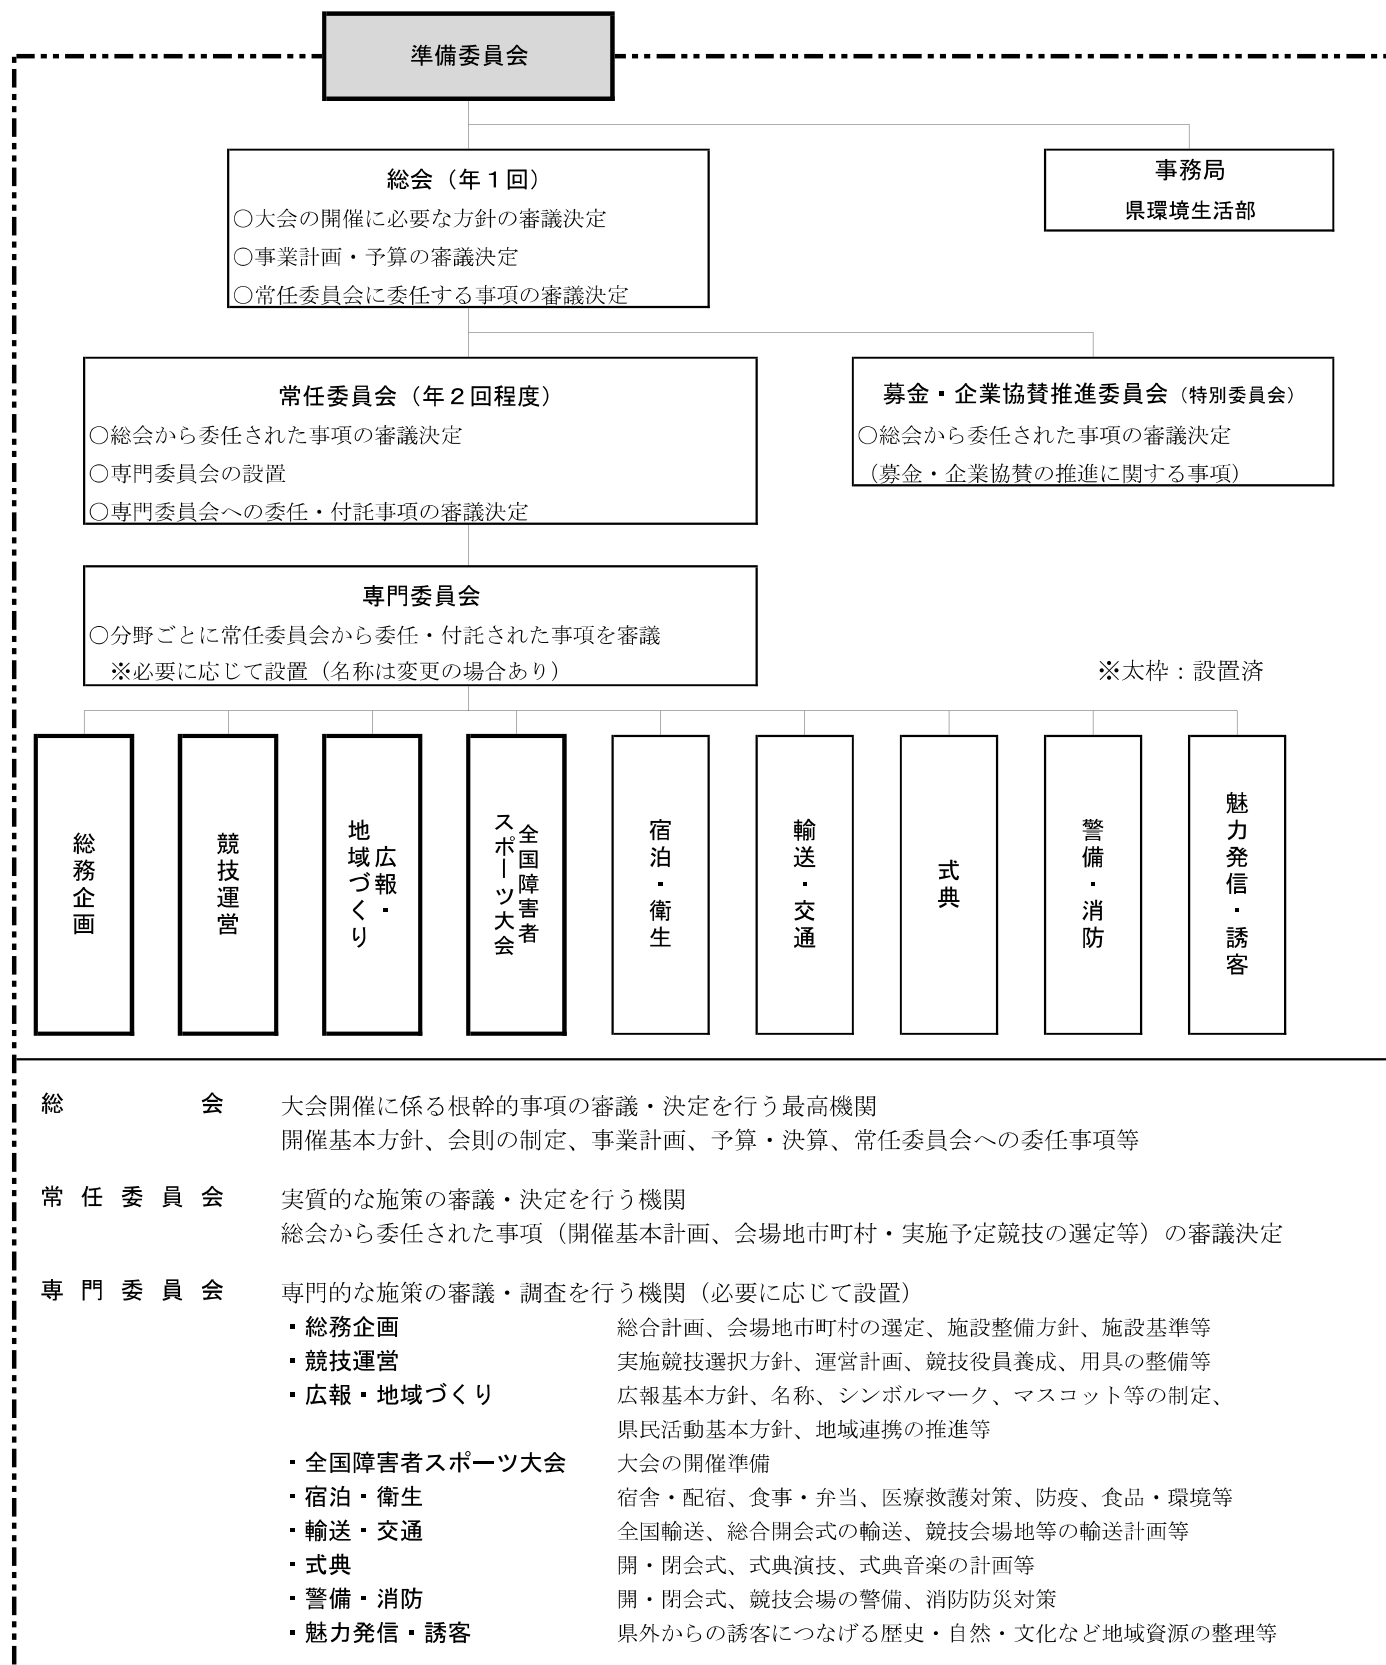 準備委員会
総会（年１回）
○大会の開催に必要な方針の審議決定
○事業計画・予算の審議決定
○常任委員会に委任する事項の審議決定
事務局
県環境生活部
常任委員会（年２回程度）
○総会から委任された事項の審議決定
○専門委員会の設置
○専門委員会への委任・付託事項の審議決定
募金・企業協賛推進委員会（特別委員会）
○総会から委任された事項の審議決定
（募金・企業協賛の推進に関する事項）
専門委員会
○分野ごとに常任委員会から委任・付託された事項を審議
※必要に応じて設置（名称は変更の場合あり）
※太枠：設置済
総務企画
競技運営
広報・
地域づくり
全国障害者
スポーツ大会
宿泊・衛生
輸送・交通
式典
警備・消防
魅力発信・誘客
総会 大会開催に係る根幹的事項の審議・決定を行う最高機関
開催基本方針、会則の制定、事業計画、予算・決算、常任委員会への委任事項等
常任委員会 実質的な施策の審議・決定を行う機関
総会から委任された事項（開催基本計画、会場地市町村・実施予定競技の選定等）の審議決定
専門委員会 専門的な施策の審議・調査を行う機関（必要に応じて設置）
・総務企画 総合計画、会場地市町村の選定、施設整備方針、施設基準等
・競技運営 実施競技選択方針、運営計画、競技役員養成、用具の整備等
・広報・地域づくり 広報基本方針、名称、シンボルマーク、マスコット等の制定、
県民活動基本方針、地域連携の推進等
・全国障害者スポーツ大会 大会の開催準備
・宿泊・衛生 宿舎・配宿、食事・弁当、医療救護対策、防疫、食品・環境等
・輸送・交通 全国輸送、総合開会式の輸送、競技会場地等の輸送計画等
・式典 開・閉会式、式典演技、式典音楽の計画等
・警備・消防 開・閉会式、競技会場の警備、消防防災対策
・魅力発信・誘客 県外からの誘客につなげる歴史・自然・文化など地域資源の整理等